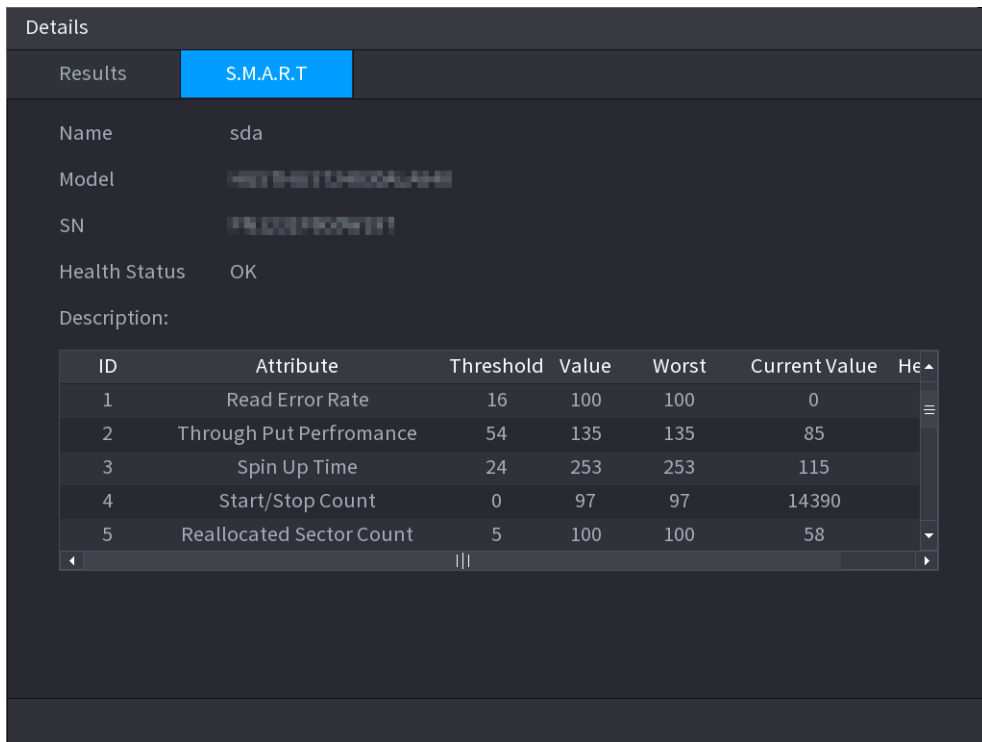 Details
Results S.M.A.R.T
Name sda
Model
SN
Health Status OK
Description:
ID Attribute Threshold Value Worst Current Value He
1 Read Error Rate 16 100 100 0
2 Through Put Perfromance 54 135 135 85
3 Spin Up Time 24 253 253 115
4 Start/Stop Count 0 97 97 14390
5 Reallocated Sector Count 5 100 100 58